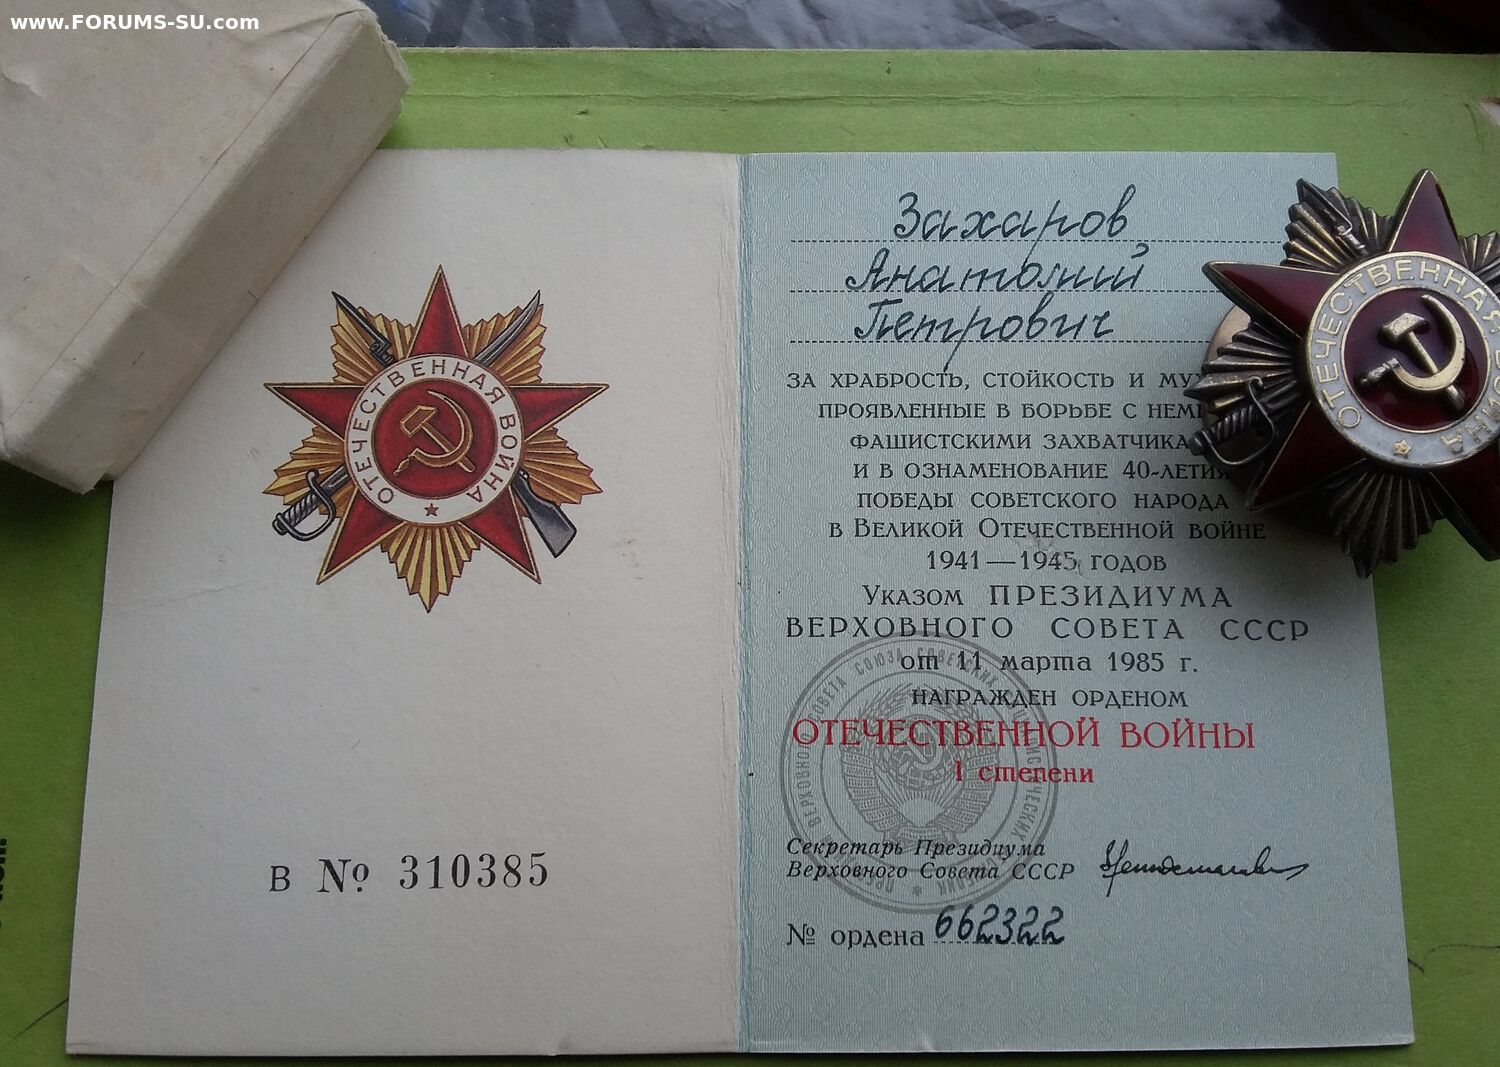 www.FORUMS-SU.com
ОТЕЧЕСТВЕННАЯ ВОЙНА
В № 310385
Захаров
Анатолий
Петрович
ЗА ХРАБРОСТЬ, СТОЙКОСТЬ И
ПРОЯВЛЕННЫЕ В БОРЬБЕ С
ФАШИСТСКИМИ ЗАХВАТЧИКА
И В ОЗНАМЕНОВАНИЕ 40-ЛЕТИЯ
ПОБЕДЫ СОВЕТСКОГО НАРОДА
В ВЕЛИКОЙ ОТЕЧЕСТВЕННОЙ ВОЙНЕ
1941—1945 ГОДОВ
УКАЗОМ ПРЕЗИДИУМА
ВЕРХОВНОГО СОВЕТА СССР
от 11 марта 1985 г.
НАГРАЖДЕН ОРДЕНОМ
ОТЕЧЕСТВЕННОЙ ВОЙНЫ
I степени
Секретарь Президиума
Верховного Совета СССР
№ ордена 662322
ОТЕЧЕСТВЕННАЯ ВОЙНА